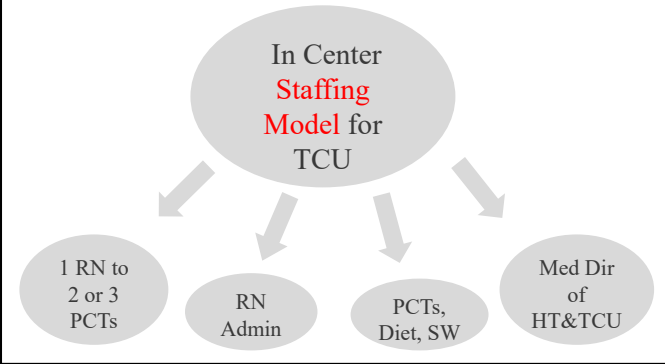 In Center
Staffing
Model for
TCU
1 RN to
2 or 3
PCTs
RN
Admin
PCTs,
Diet, SW
Med Dir
of
HT&TCU